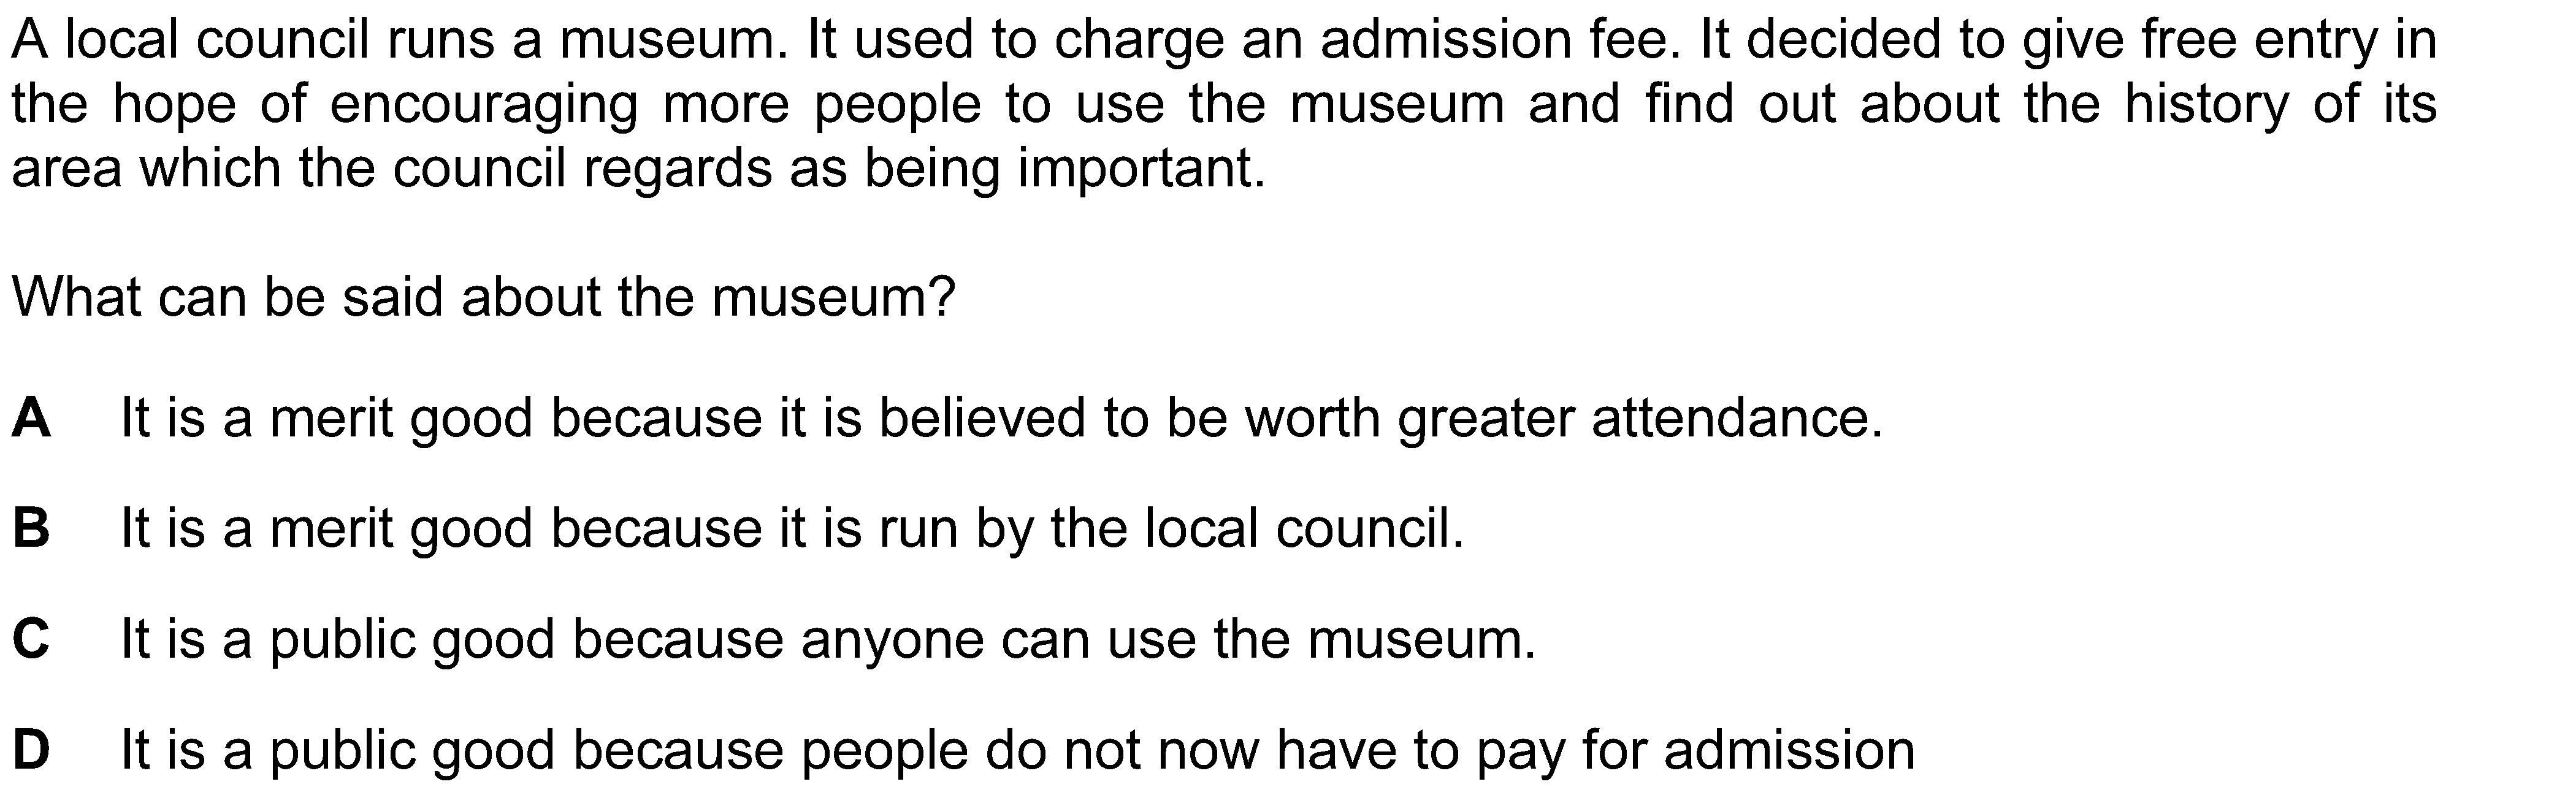 A local council runs a museum. It used to charge an admission fee. It decided to give free entry in
the hope of encouraging more people to use the museum and find out about the history of its
area which the council regards as being important.
What can be said about the museum?
A It is a merit good because it is believed to be worth greater attendance.
B It is a merit good because it is run by the local council.
C It is a public good because anyone can use the museum.
D It is a public good because people do not now have to pay for admission